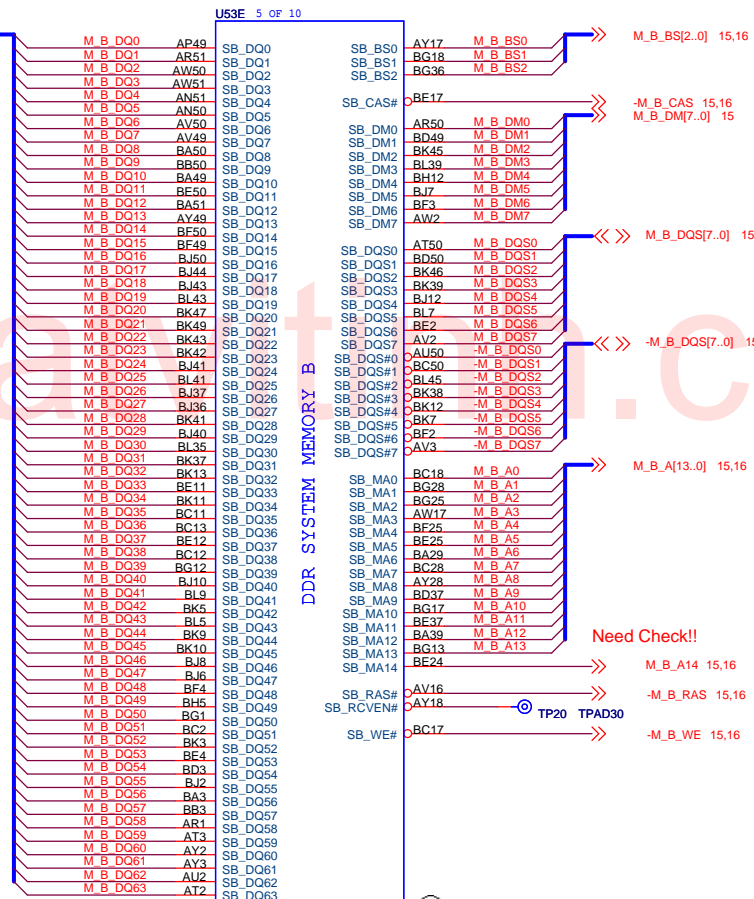 U53E 5 OF 10
M_B_DQ0 AP49 SB_DQ0
M_B_DQ1 AR51 SB_DQ1
M_B_DQ2 AW50 SB_DQ2
M_B_DQ3 AW51 SB_DQ3
M_B_DQ4 AN51 SB_DQ4
M_B_DQ5 AN50 SB_DQ5
M_B_DQ6 AV50 SB_DQ6
M_B_DQ7 AV49 SB_DQ7
M_B_DQ8 BA50 SB_DQ8
M_B_DQ9 BB50 SB_DQ9
M_B_DQ10 BA49 SB_DQ10
M_B_DQ11 BE50 SB_DQ11
M_B_DQ12 BA51 SB_DQ12
M_B_DQ13 AY49 SB_DQ13
M_B_DQ14 BF50 SB_DQ14
M_B_DQ15 BF49 SB_DQ15
M_B_DQ16 BJ50 SB_DQ16
M_B_DQ17 BJ44 SB_DQ17
M_B_DQ18 BJ43 SB_DQ18
M_B_DQ19 BL43 SB_DQ19
M_B_DQ20 BK47 SB_DQ20
M_B_DQ21 BK49 SB_DQ21
M_B_DQ22 BK43 SB_DQ22
M_B_DQ23 BK42 SB_DQ23
M_B_DQ24 BJ41 SB_DQ24
M_B_DQ25 BL41 SB_DQ25
M_B_DQ26 BJ37 SB_DQ26
M_B_DQ27 BJ36 SB_DQ27
M_B_DQ28 BK41 SB_DQ28
M_B_DQ29 BJ40 SB_DQ29
M_B_DQ30 BL35 SB_DQ30
M_B_DQ31 BK37 SB_DQ31
M_B_DQ32 BK13 SB_DQ32
M_B_DQ33 BE11 SB_DQ33
M_B_DQ34 BK11 SB_DQ34
M_B_DQ35 BC11 SB_DQ35
M_B_DQ36 BC13 SB_DQ36
M_B_DQ37 BE12 SB_DQ37
M_B_DQ38 BC12 SB_DQ38
M_B_DQ39 BG12 SB_DQ39
M_B_DQ40 BJ10 SB_DQ40
M_B_DQ41 BL9 SB_DQ41
M_B_DQ42 BK5 SB_DQ42
M_B_DQ43 BL5 SB_DQ43
M_B_DQ44 BK9 SB_DQ44
M_B_DQ45 BK10 SB_DQ45
M_B_DQ46 BJ8 SB_DQ46
M_B_DQ47 BJ6 SB_DQ47
M_B_DQ48 BF4 SB_DQ48
M_B_DQ49 BH5 SB_DQ49
M_B_DQ50 BG1 SB_DQ50
M_B_DQ51 BC2 SB_DQ51
M_B_DQ52 BK3 SB_DQ52
M_B_DQ53 BE4 SB_DQ53
M_B_DQ54 BD3 SB_DQ54
M_B_DQ55 BJ2 SB_DQ55
M_B_DQ56 BA3 SB_DQ56
M_B_DQ57 BB3 SB_DQ57
M_B_DQ58 AR1 SB_DQ58
M_B_DQ59 AT3 SB_DQ59
M_B_DQ60 AY2 SB_DQ60
M_B_DQ61 AY3 SB_DQ61
M_B_DQ62 AU2 SB_DQ62
M_B_DQ63 AT2 SB_DQ63
DDR SYSTEM MEMORY B
SB_BS0 AY17 M_B_BS0 M_B_BS[2..0] 15,16
SB_BS1 BG18 M_B_BS1
SB_BS2 BG36 M_B_BS2
SB_CAS# BE17 -M_B_CAS 15,16
M_B_DM[7..0] 15
SB_DM0 AR50 M_B_DM0
SB_DM1 BD49 M_B_DM1
SB_DM2 BK45 M_B_DM2
SB_DM3 BL39 M_B_DM3
SB_DM4 BH12 M_B_DM4
SB_DM5 BJ7 M_B_DM5
SB_DM6 BF3 M_B_DM6
SB_DM7 AW2 M_B_DM7
M_B_DQS[7..0] 15
SB_DQS0 AT50 M_B_DQS0
SB_DQS1 BD50 M_B_DQS1
SB_DQS2 BK46 M_B_DQS2
SB_DQS3 BK39 M_B_DQS3
SB_DQS4 BJ12 M_B_DQS4
SB_DQS5 BL7 M_B_DQS5
SB_DQS6 BE2 M_B_DQS6
SB_DQS7 AV2 M_B_DQS7
-M_B_DQS[7..0] 15
SB_DQS#0 AU50 -M_B_DQS0
SB_DQS#1 BC50 -M_B_DQS1
SB_DQS#2 BL45 -M_B_DQS2
SB_DQS#3 BK38 -M_B_DQS3
SB_DQS#4 BK12 -M_B_DQS4
SB_DQS#5 BK7 -M_B_DQS5
SB_DQS#6 BF2 -M_B_DQS6
SB_DQS#7 AV3 -M_B_DQS7
M_B_A[13..0] 15,16
SB_MA0 BC18 M_B_A0
SB_MA1 BG28 M_B_A1
SB_MA2 BG25 M_B_A2
SB_MA3 AW17 M_B_A3
SB_MA4 BF25 M_B_A4
SB_MA5 BE25 M_B_A5
SB_MA6 BA29 M_B_A6
SB_MA7 BC28 M_B_A7
SB_MA8 AY28 M_B_A8
SB_MA9 BD37 M_B_A9
SB_MA10 BG17 M_B_A10
SB_MA11 BE37 M_B_A11
SB_MA12 BA39 M_B_A12
SB_MA13 BG13 M_B_A13
Need Check!!
SB_MA14 BE24 M_B_A14 15,16
SB_RAS# AV16 -M_B_RAS 15,16
SB_RCVEN# AY18 TP20 TPAD30
SB_WE# BC17 -M_B_WE 15,16